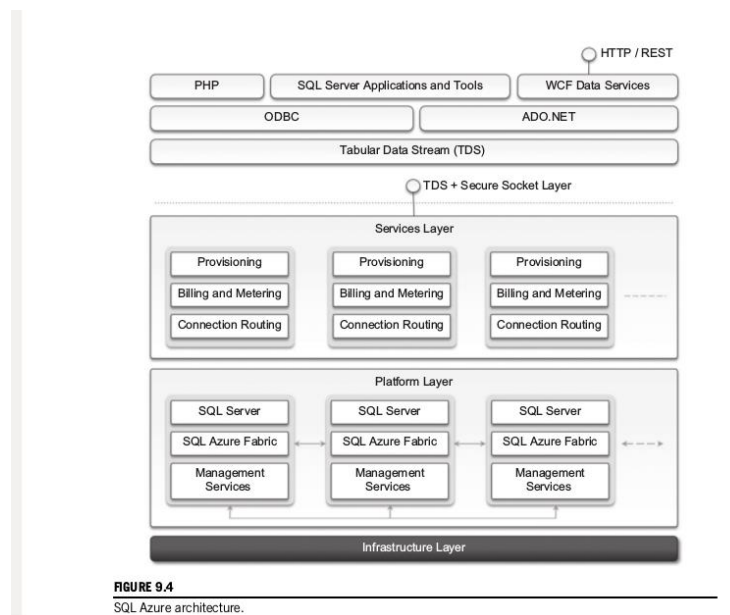 HTTP / REST
PHP
SQL Server Applications and Tools
WCF Data Services
ODBC
ADO.NET
Tabular Data Stream (TDS)
TDS + Secure Socket Layer
Services Layer
Provisioning
Billing and Metering
Connection Routing
Provisioning
Billing and Metering
Connection Routing
Provisioning
Billing and Metering
Connection Routing
Platform Layer
SQL Server
SQL Azure Fabric
Management
Services
SQL Server
SQL Azure Fabric
Management
Services
SQL Server
SQL Azure Fabric
Management
Services
Infrastructure Layer
FIGURE 9.4
SQL Azure architecture.